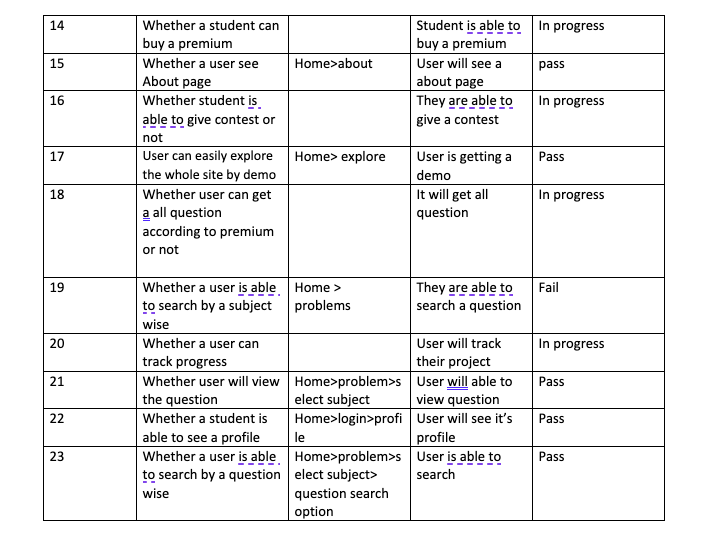 14 Whether a student can Student is able to In progress
buy a premium buy a premium
15 Whether a user see Home>about User will see a pass
About page about page
16 Whether student is They are able to In progress
able to give contest or give a contest
not
17 User can easily explore Home> explore User is getting a Pass
the whole site by demo demo
18 Whether user can get It will get all In progress
a all question question
according to premium
or not
19 Whether a user is able Home > They are able to Fail
to search by a subject problems search a question
wise
20 Whether a user can User will track In progress
track progress their project
21 Whether user will view Home>problem>s User will able to Pass
the question elect subject view question
22 Whether a student is Home>login>profi User will see it’s Pass
able to see a profile le profile
23 Whether a user is able Home>problem>s User is able to Pass
to search by a question elect subject> search
wise question search
option